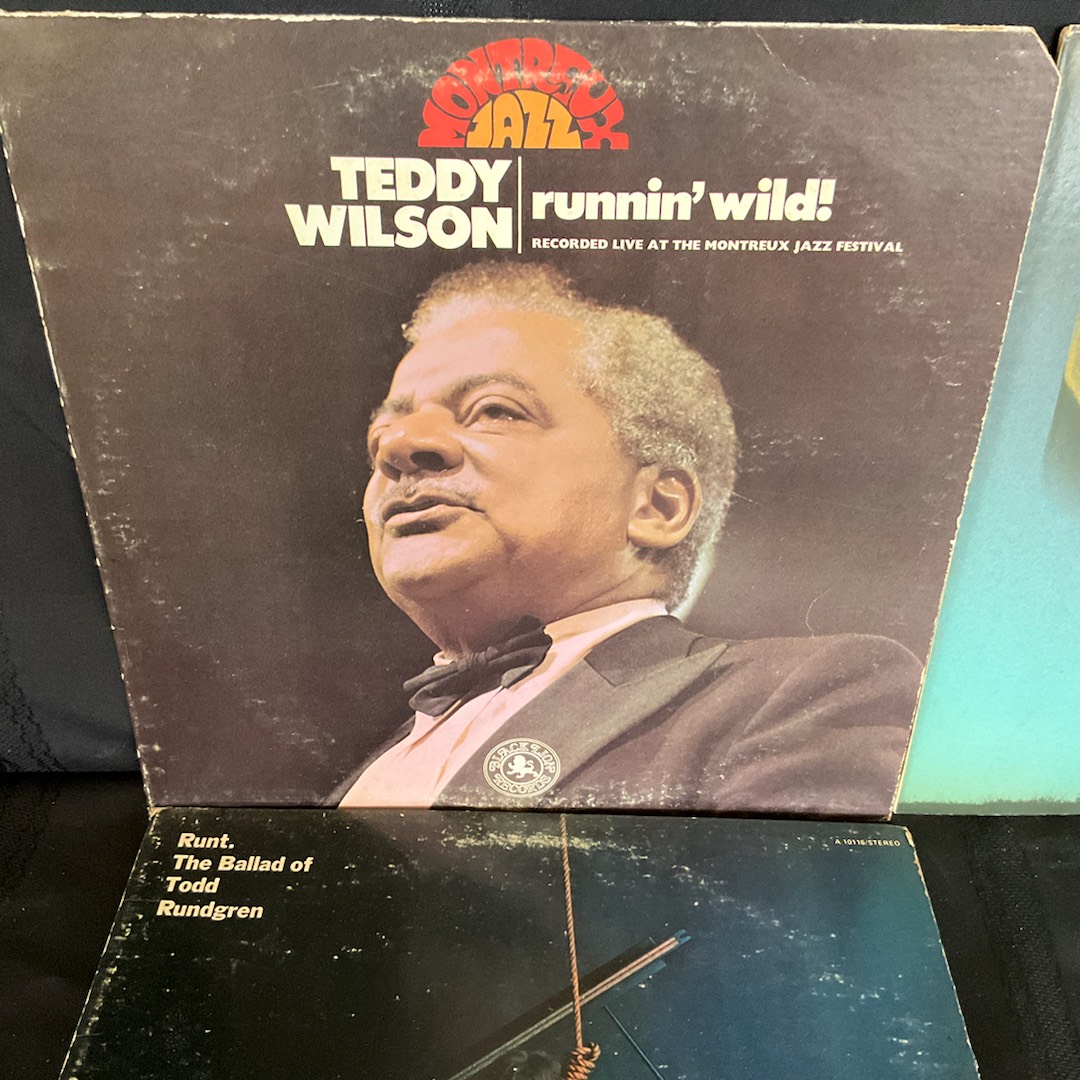 MONTREUX
JAZZ
TEDDY
WILSON
runnin' wild!
RECORDED LIVE AT THE MONTREUX JAZZ FESTIVAL
BLACK LION
RECORDS
Runt.
The Ballad of
Todd
Rundgren
A 10116/STEREO